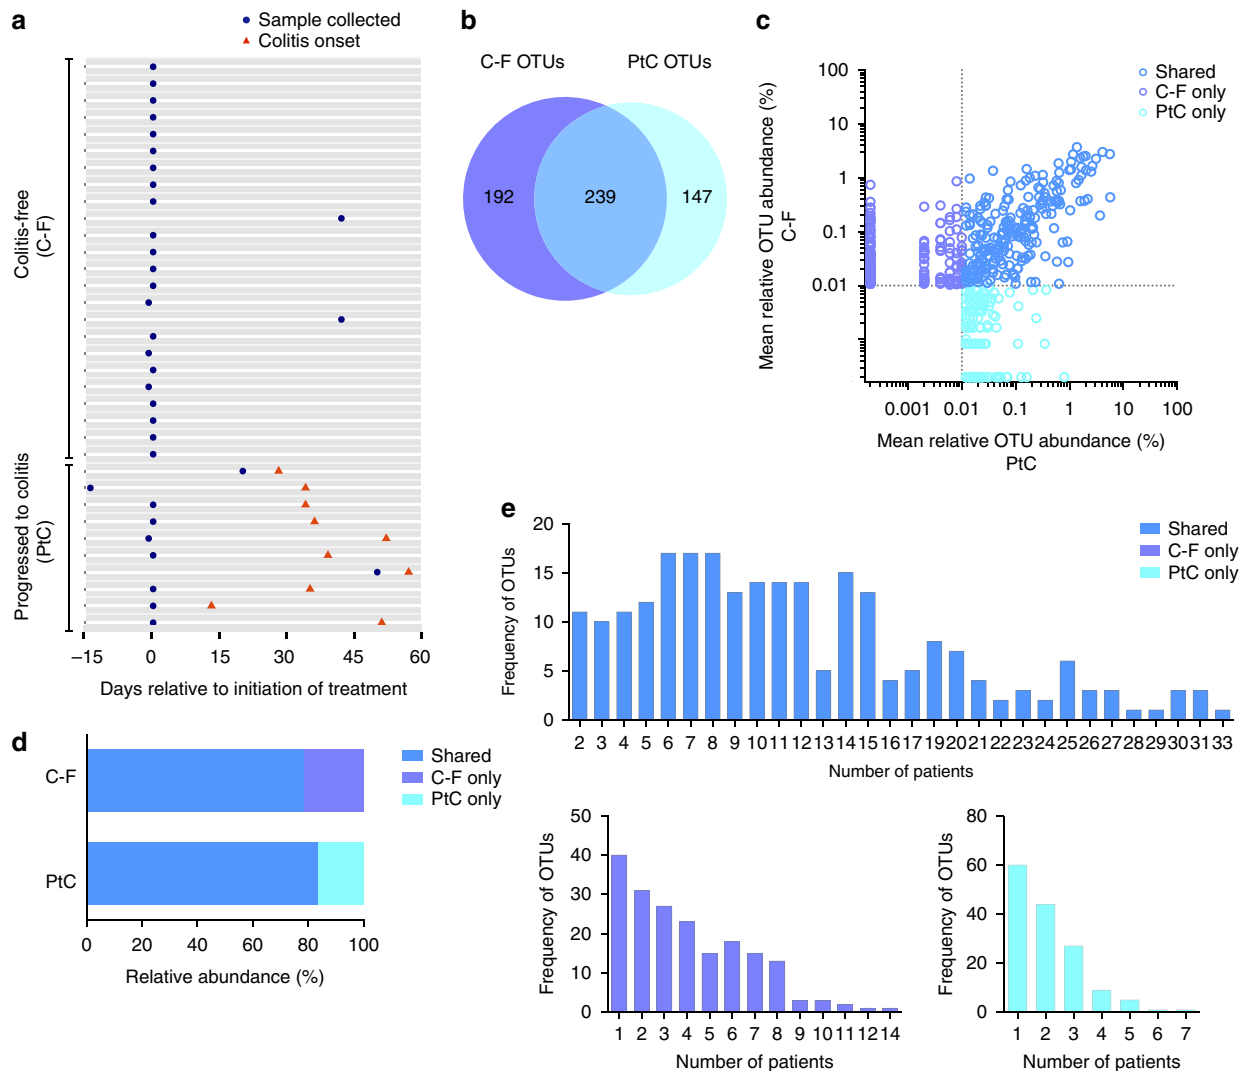 a
Sample collected
Colitis onset
Colitis-free
(C-F)
Progressed to colitis
(PtC)
−15 0 15 30 45 60
Days relative to initiation of treatment
b
C-F OTUs PtC OTUs
192 239 147
c
Shared
C-F only
PtC only
Mean relative OTU abundance (%)
C-F
100
10
1
0.1
0.01
0.001 0.01 0.1 1 10 100
Mean relative OTU abundance (%)
PtC
d
Shared
C-F only
PtC only
C-F
PtC
0 20 40 60 80 100
Relative abundance (%)
e
Shared
C-F only
PtC only
Frequency of OTUs
20
15
10
5
0
2 3 4 5 6 7 8 9 10 11 12 13 14 15 16 17 19 20 21 22 23 24 25 26 27 28 29 30 31 33
Number of patients
Frequency of OTUs
50
40
30
20
10
0
1 2 3 4 5 6 7 8 9 10 11 12 14
Number of patients
Frequency of OTUs
80
60
40
20
0
1 2 3 4 5 6 7
Number of patients